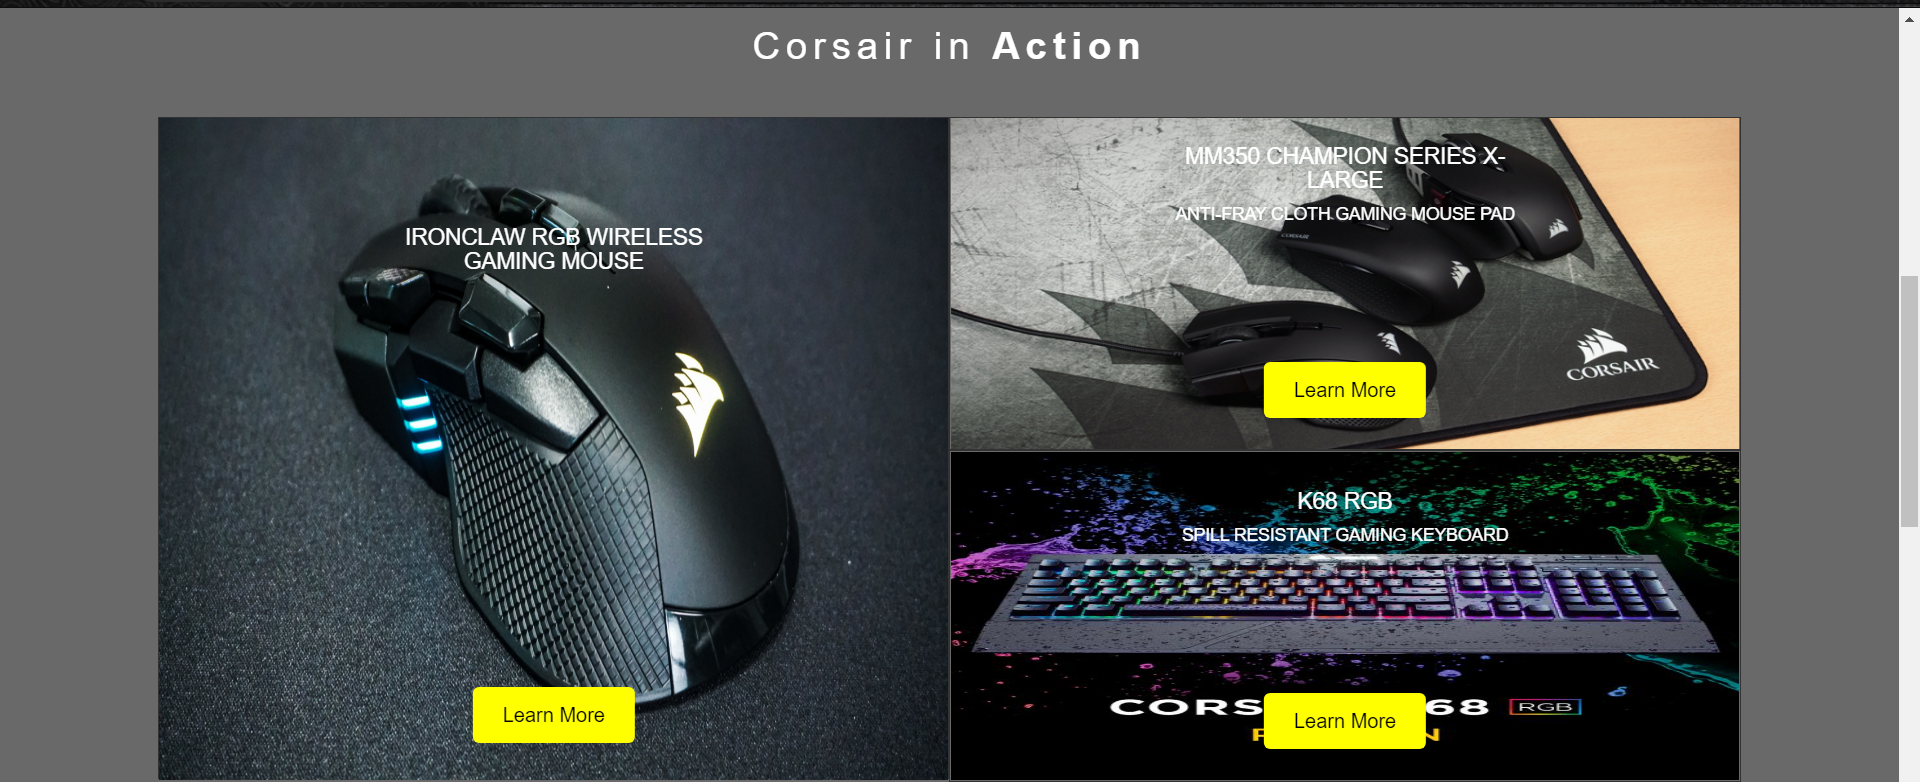 Corsair in Action
IRONCLAW RGB WIRELESS
GAMING MOUSE
Learn More
MM350 CHAMPION SERIES X-
LARGE
ANTI-FRAY CLOTH GAMING MOUSE PAD
CORSAIR
CORSAIR
Learn More
K68 RGB
SPILL RESISTANT GAMING KEYBOARD
CORS 68 RGB
Learn More